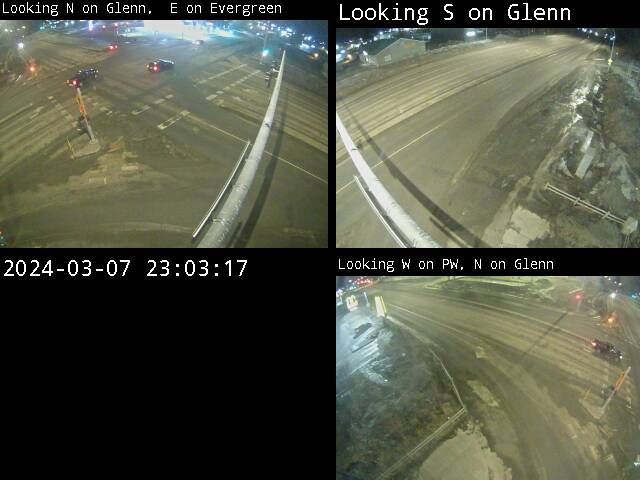 Looking N on Glenn,  E on Evergreen
Looking S on Glenn
2024-03-07 23:03:17
Looking W on PW, N on Glenn